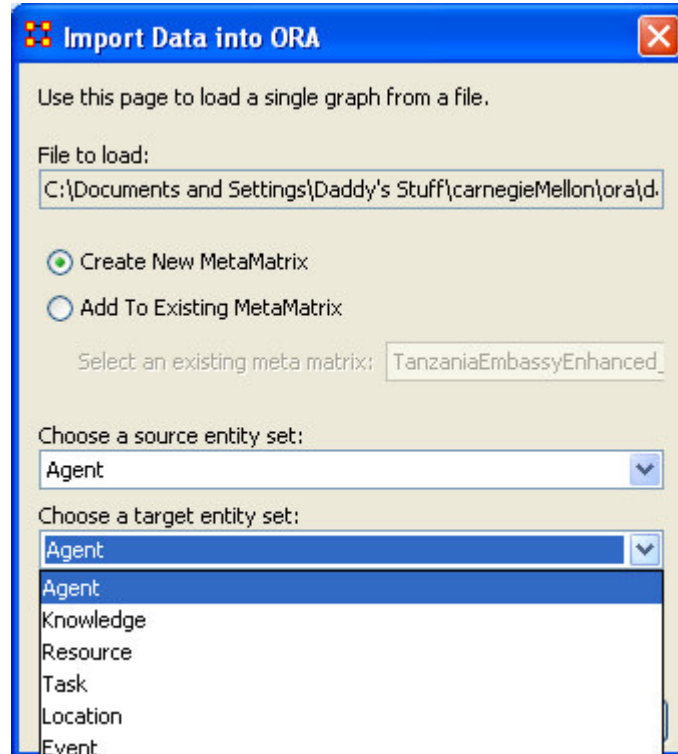 Import Data into ORA
Use this page to load a single graph from a file.
File to load:
C:\Documents and Settings\Daddy's Stuff\carnegieMellon\ora\d
Create New MetaMatrix
Add To Existing MetaMatrix
Select an existing meta matrix: TanzaniaEmbassyEnhanced_
Choose a source entity set:
Agent
Choose a target entity set:
Agent
Agent
Knowledge
Resource
Task
Location
Event